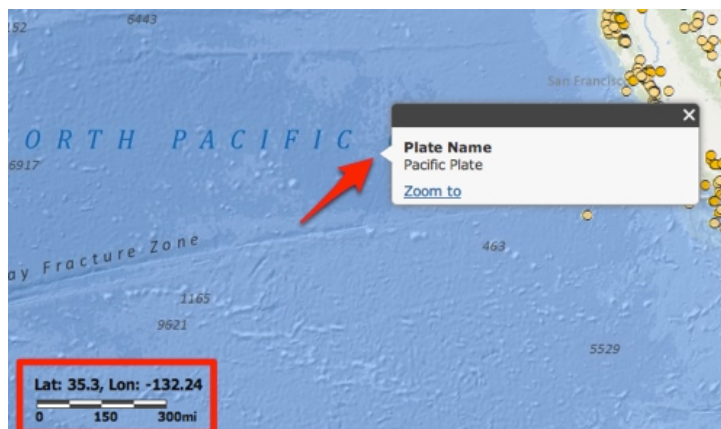 152
6443
San Francisco
ORTH PACIFIC
6917
Plate Name
Pacific Plate
Zoom to
ay Fracture Zone
463
1165
9621
5529
Lat: 35.3, Lon: -132.24
0 150 300mi